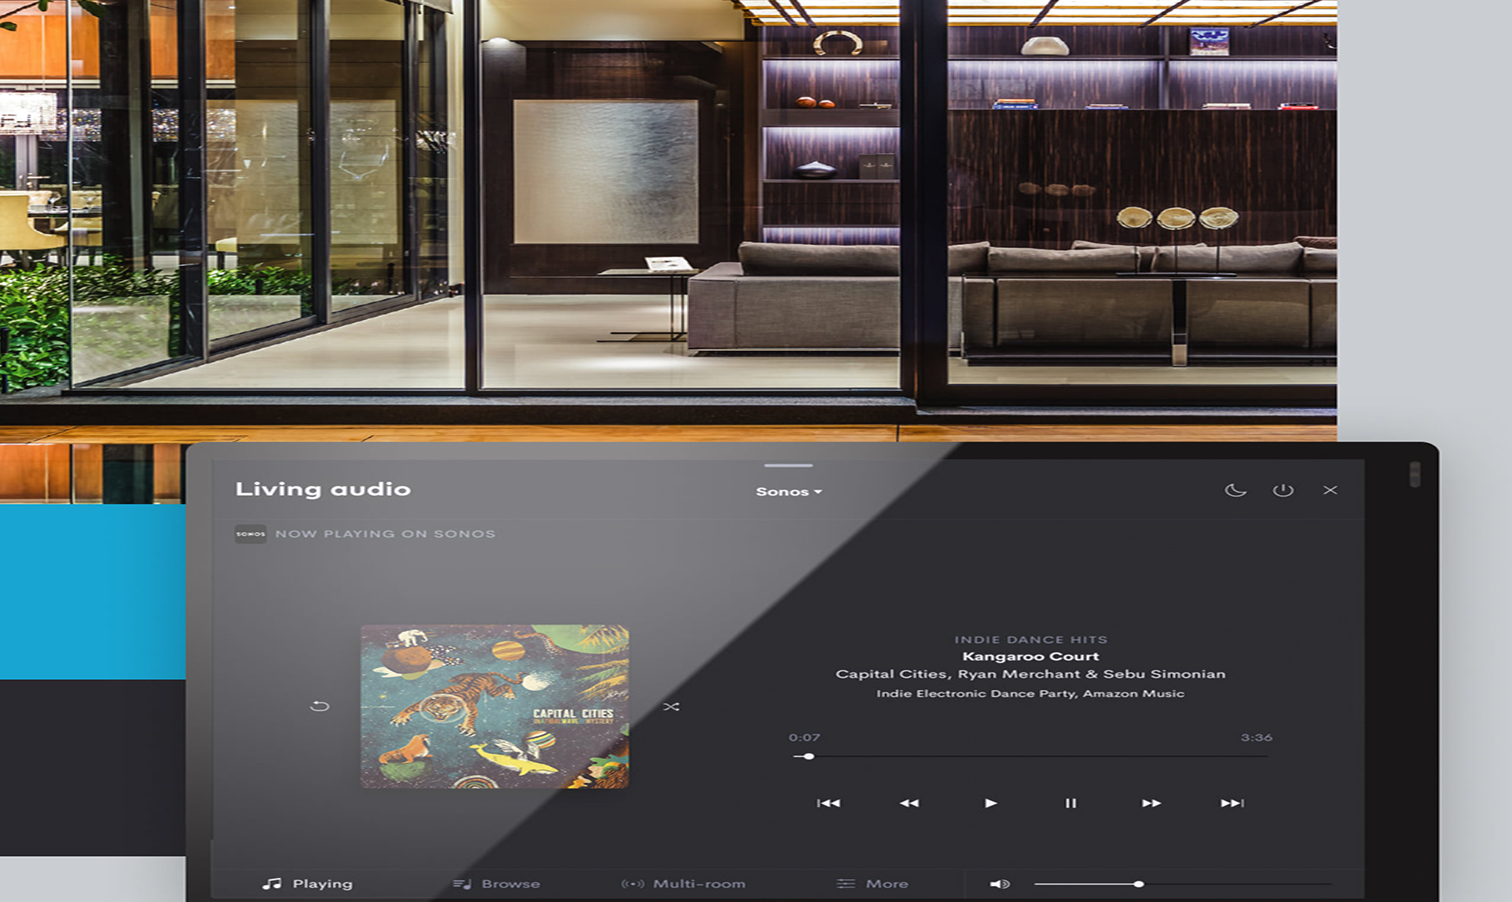 Living audio
Sonos
SONOS NOW PLAYING ON SONOS
CAPITAL CITIES
INDIE DANCE HITS
Kangaroo Court
Capital Cities, Ryan Merchant & Sebu Simonian
Indie Electronic Dance Party, Amazon Music
0:07 3:36
Playing Browse Multi-room More